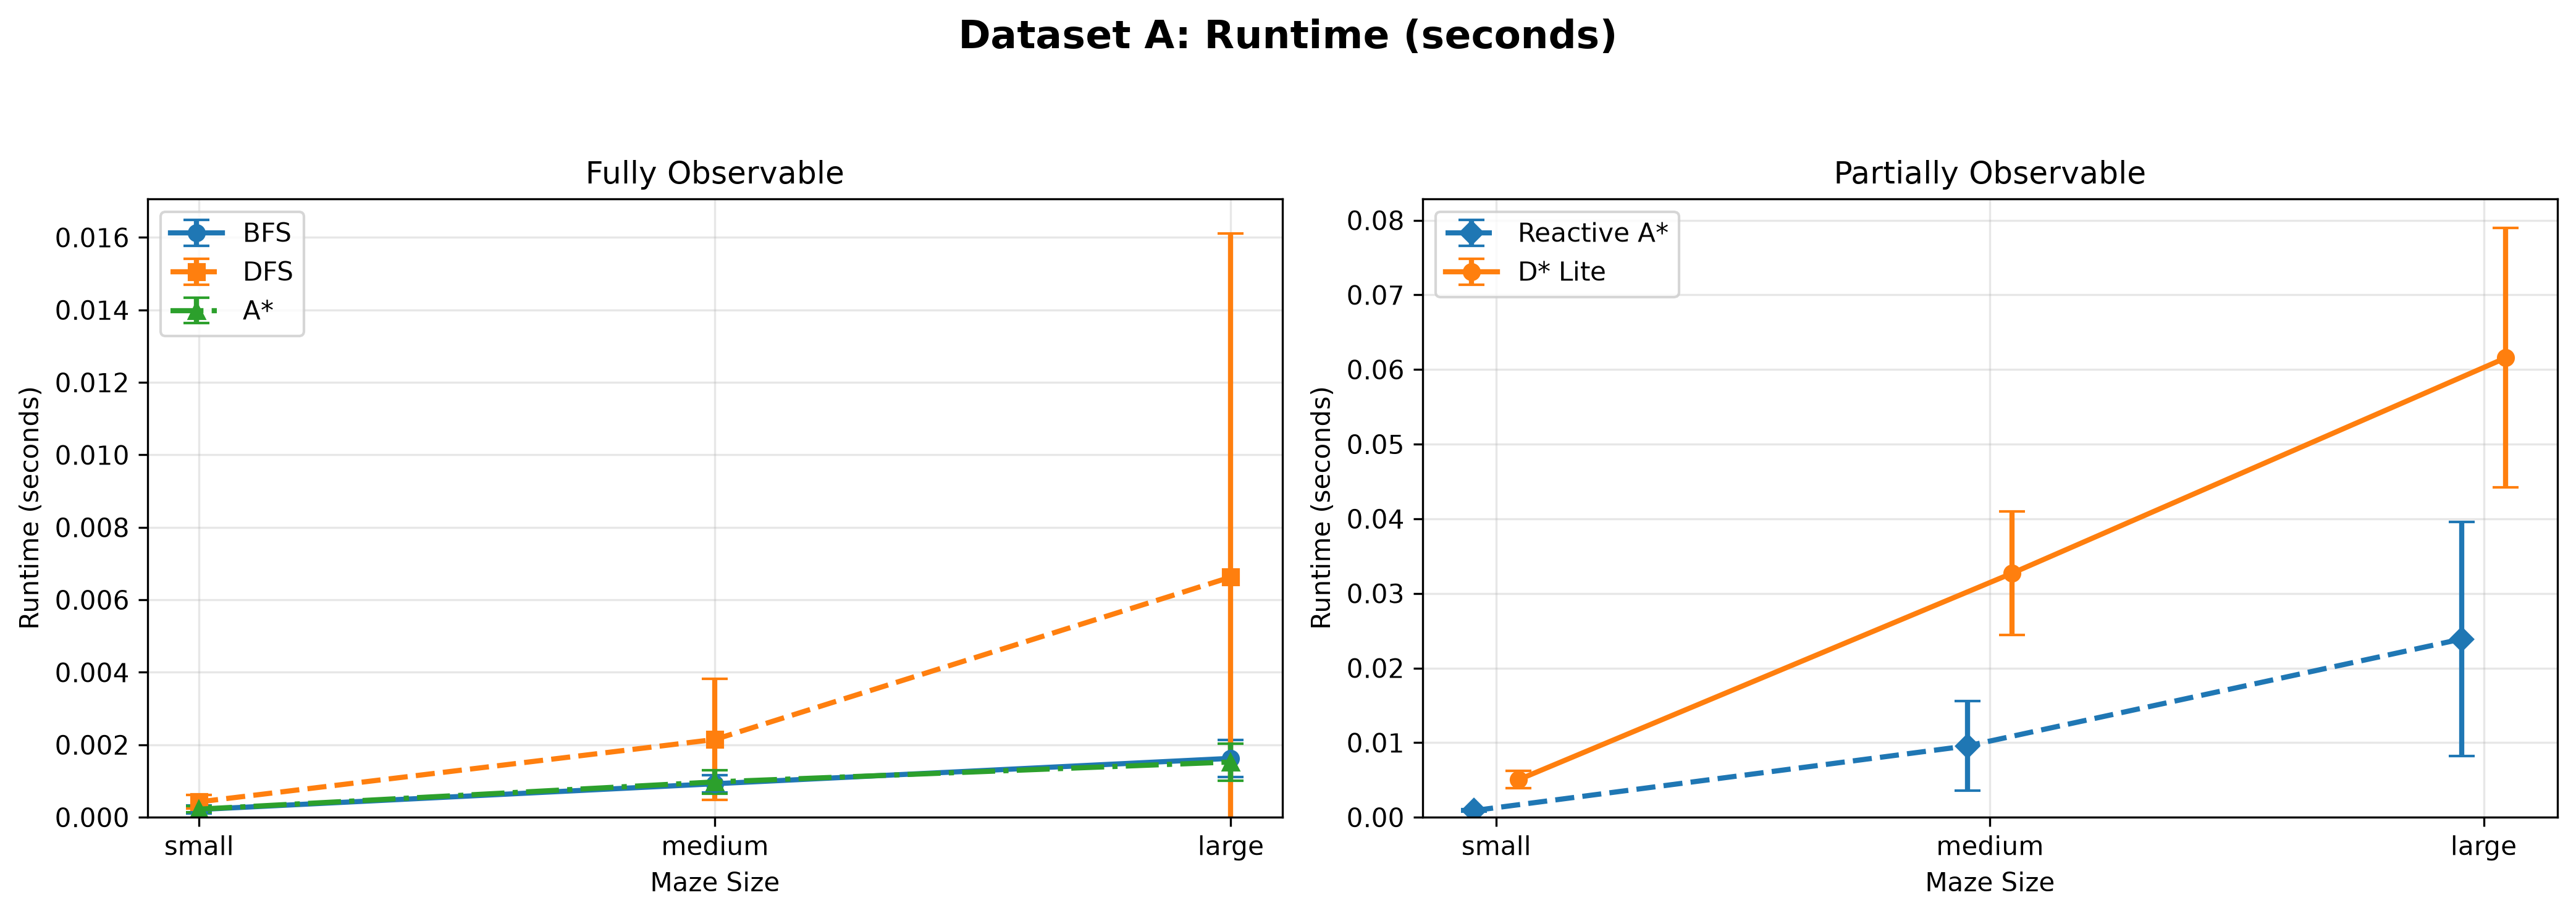 Dataset A: Runtime (seconds)
Fully Observable
BFS
DFS
A*
0.016
0.014
0.012
0.010
0.008
0.006
0.004
0.002
0.000
Runtime (seconds)
small medium large
Maze Size
Partially Observable
Reactive A*
D* Lite
0.08
0.07
0.06
0.05
0.04
0.03
0.02
0.01
0.00
Runtime (seconds)
small medium large
Maze Size